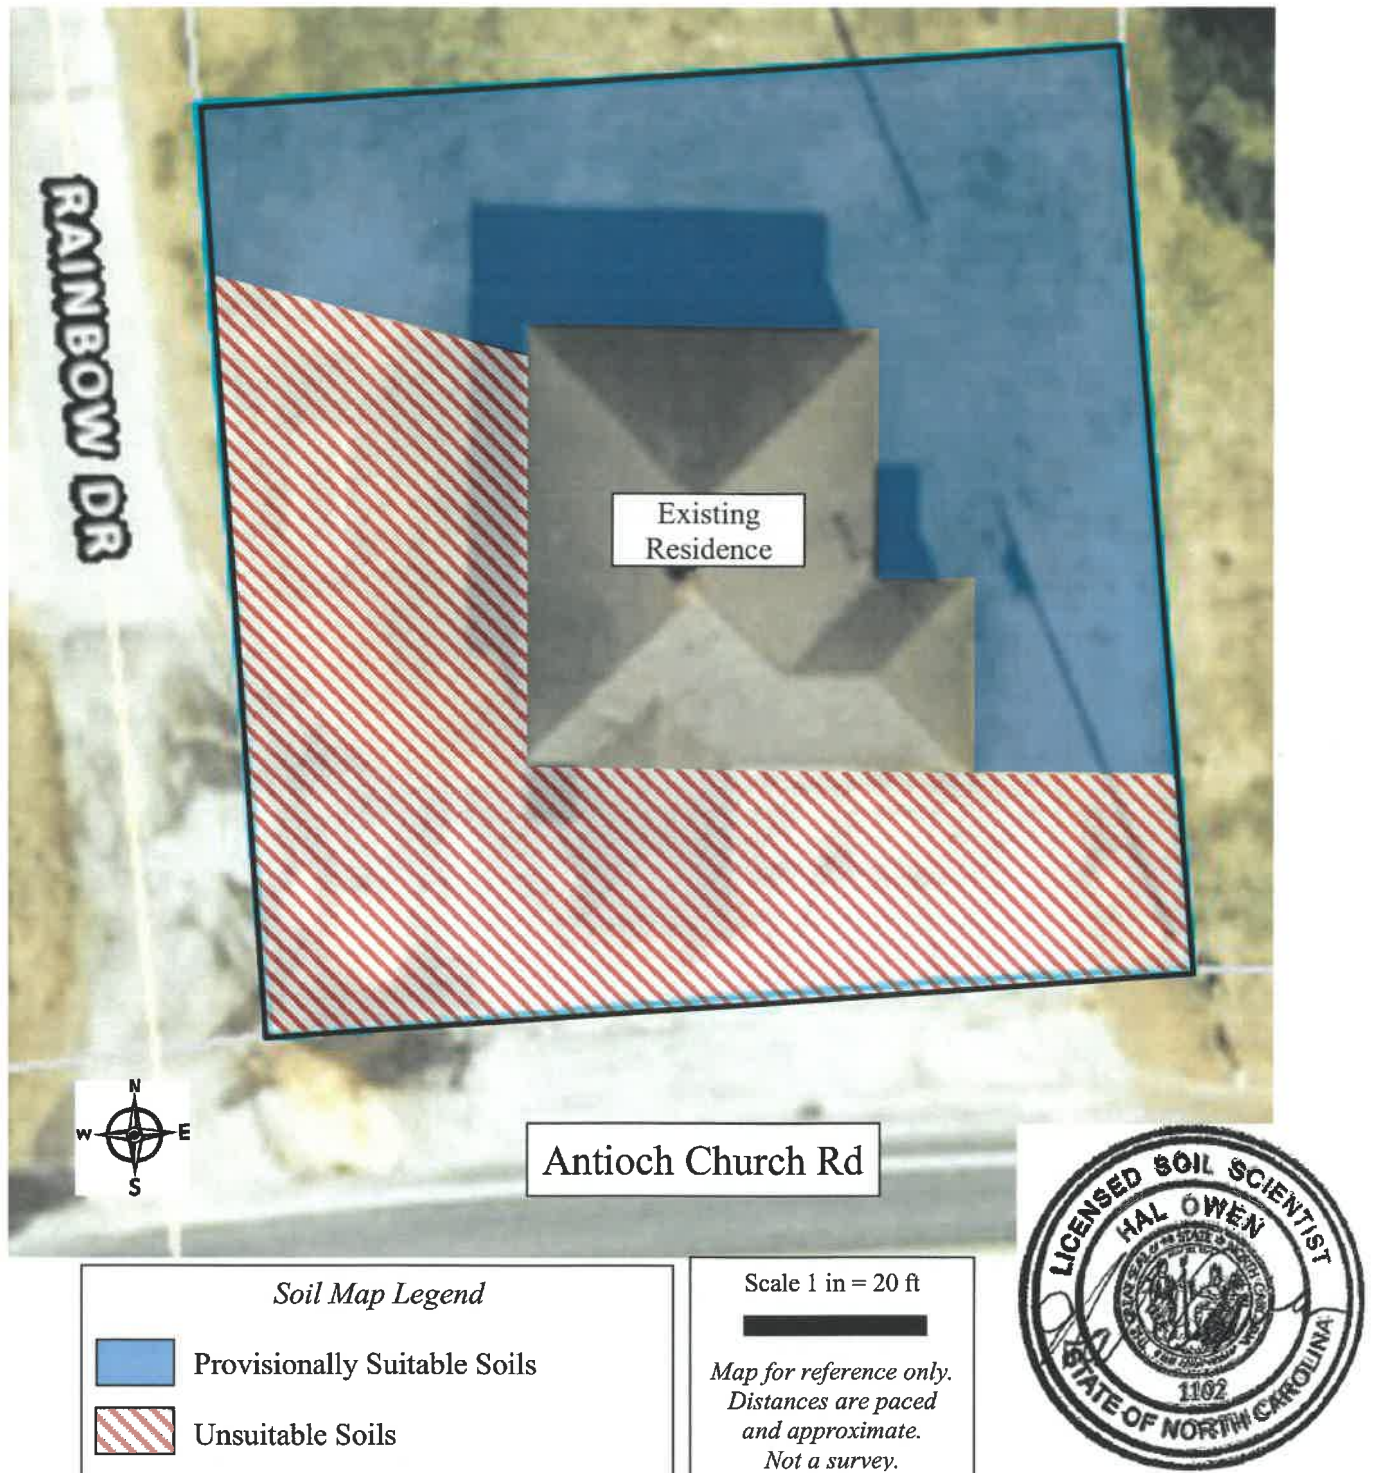 RAINBOW DR
Existing
Residence
N
W E
S
Antioch Church Rd
LICENSED SOIL SCIENTIST
HAL OWEN
1102
STATE OF NORTH CAROLINA
Soil Map Legend
Provisionally Suitable Soils
Unsuitable Soils
Scale 1 in = 20 ft
Map for reference only.
Distances are paced
and approximate.
Not a survey.